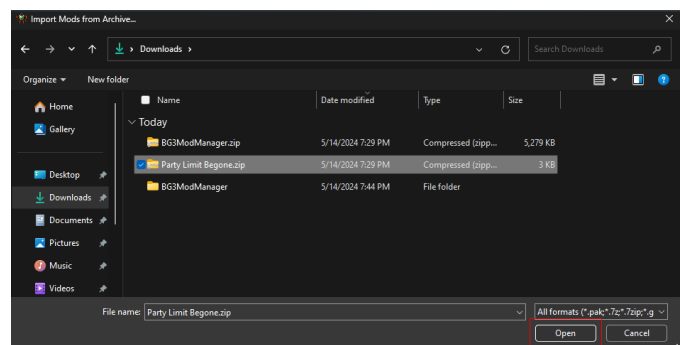 Import Mods from Archive...
Downloads
Search Downloads
Organize New folder
Name Date modified Type Size
Home
Today
Gallery
BG3ModManager.zip 5/14/2024 7:29 PM Compressed (zipp... 5,279 KB
Party Limit Begone.zip 5/14/2024 7:29 PM Compressed (zipp... 3 KB
Desktop
BG3ModManager 5/14/2024 7:44 PM File folder
Downloads
Documents
Pictures
Music
Videos
File name: Party Limit Begone.zip All formats (*.pak;*.7z;*.7zip;*.g
Open Cancel